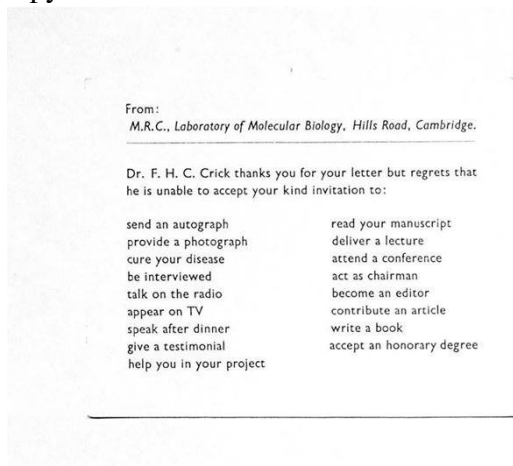 From:
M.R.C., Laboratory of Molecular Biology, Hills Road, Cambridge.
Dr. F. H. C. Crick thanks you for your letter but regrets that
he is unable to accept your kind invitation to:
send an autograph
provide a photograph
cure your disease
be interviewed
talk on the radio
appear on TV
speak after dinner
give a testimonial
help you in your project
read your manuscript
deliver a lecture
attend a conference
act as chairman
become an editor
contribute an article
write a book
accept an honorary degree